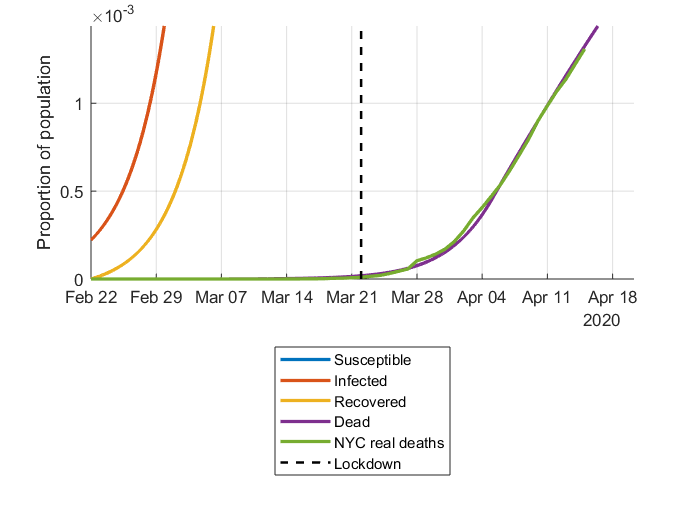 ×10-3
Proportion of population
1
0.5
0
Feb 22 Feb 29 Mar 07 Mar 14 Mar 21 Mar 28 Apr 04 Apr 11 Apr 18
2020
Susceptible
Infected
Recovered
Dead
NYC real deaths
Lockdown